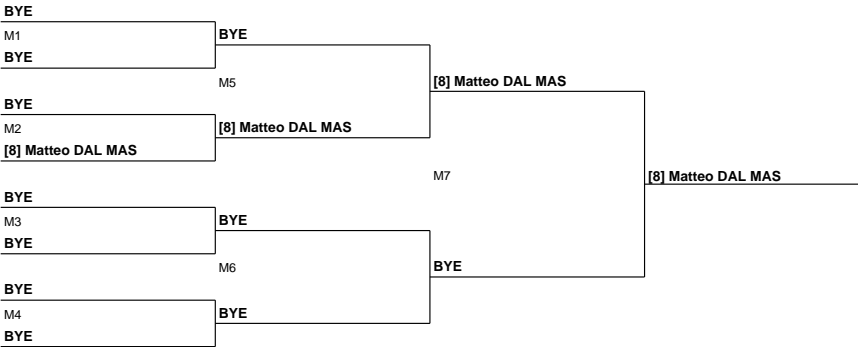 BYE
M1
BYE
BYE
M5
[8] Matteo DAL MAS
BYE
M2
[8] Matteo DAL MAS
[8] Matteo DAL MAS
M7
[8] Matteo DAL MAS
BYE
M3
BYE
BYE
M6
BYE
BYE
M4
BYE
BYE